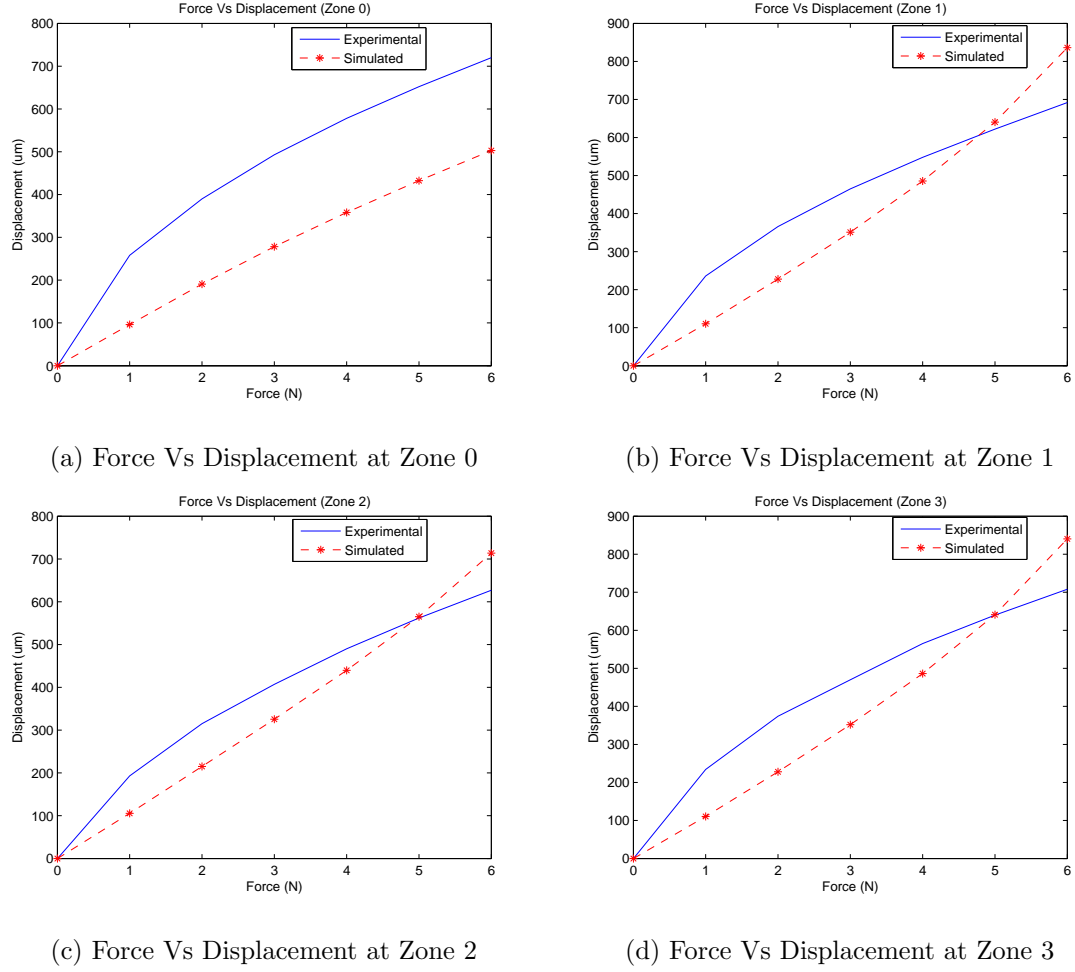 Force Vs Displacement (Zone 0)
800
700
600
500
400
300
200
100
0
Displacement (um)
Experimental
Simulated
0 1 2 3 4 5 6
Force (N)
(a) Force Vs Displacement at Zone 0
Force Vs Displacement (Zone 1)
900
800
700
600
500
400
300
200
100
0
Displacement (um)
Experimental
Simulated
0 1 2 3 4 5 6
Force (N)
(b) Force Vs Displacement at Zone 1
Force Vs Displacement (Zone 2)
800
700
600
500
400
300
200
100
0
Displacement (um)
Experimental
Simulated
0 1 2 3 4 5 6
Force (N)
(c) Force Vs Displacement at Zone 2
Force Vs Displacement (Zone 3)
900
800
700
600
500
400
300
200
100
0
Displacement (um)
Experimental
Simulated
0 1 2 3 4 5 6
Force (N)
(d) Force Vs Displacement at Zone 3